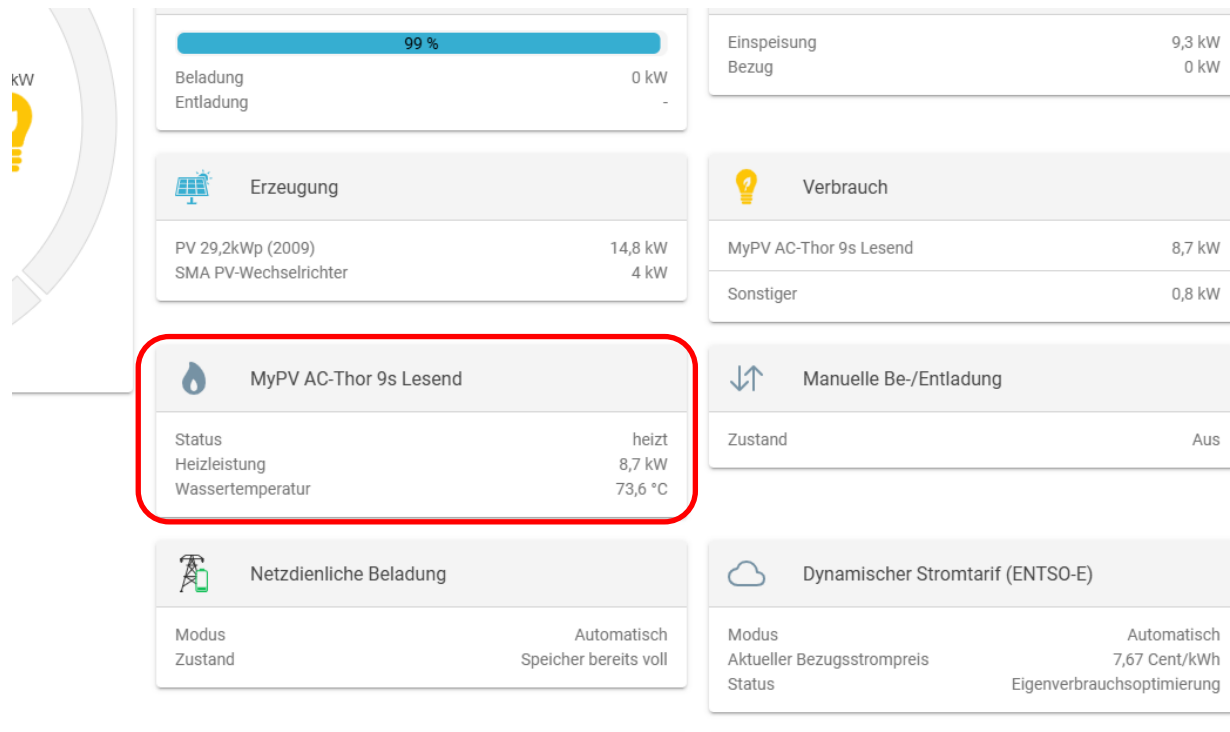 kW
99 %
Beladung 0 kW
Entladung -
Einspeisung 9,3 kW
Bezug 0 kW
Erzeugung
PV 29,2kWp (2009) 14,8 kW
SMA PV-Wechselrichter 4 kW
Verbrauch
MyPV AC-Thor 9s Lesend 8,7 kW
Sonstiger 0,8 kW
MyPV AC-Thor 9s Lesend
Status heizt
Heizleistung 8,7 kW
Wassertemperatur 73,6 °C
Manuelle Be-/Entladung
Zustand Aus
Netzdienliche Beladung
Modus Automatisch
Zustand Speicher bereits voll
Dynamischer Stromtarif (ENTSO-E)
Modus Automatisch
Aktueller Bezugsstrompreis 7,67 Cent/kWh
Status Eigenverbrauchsoptimierung